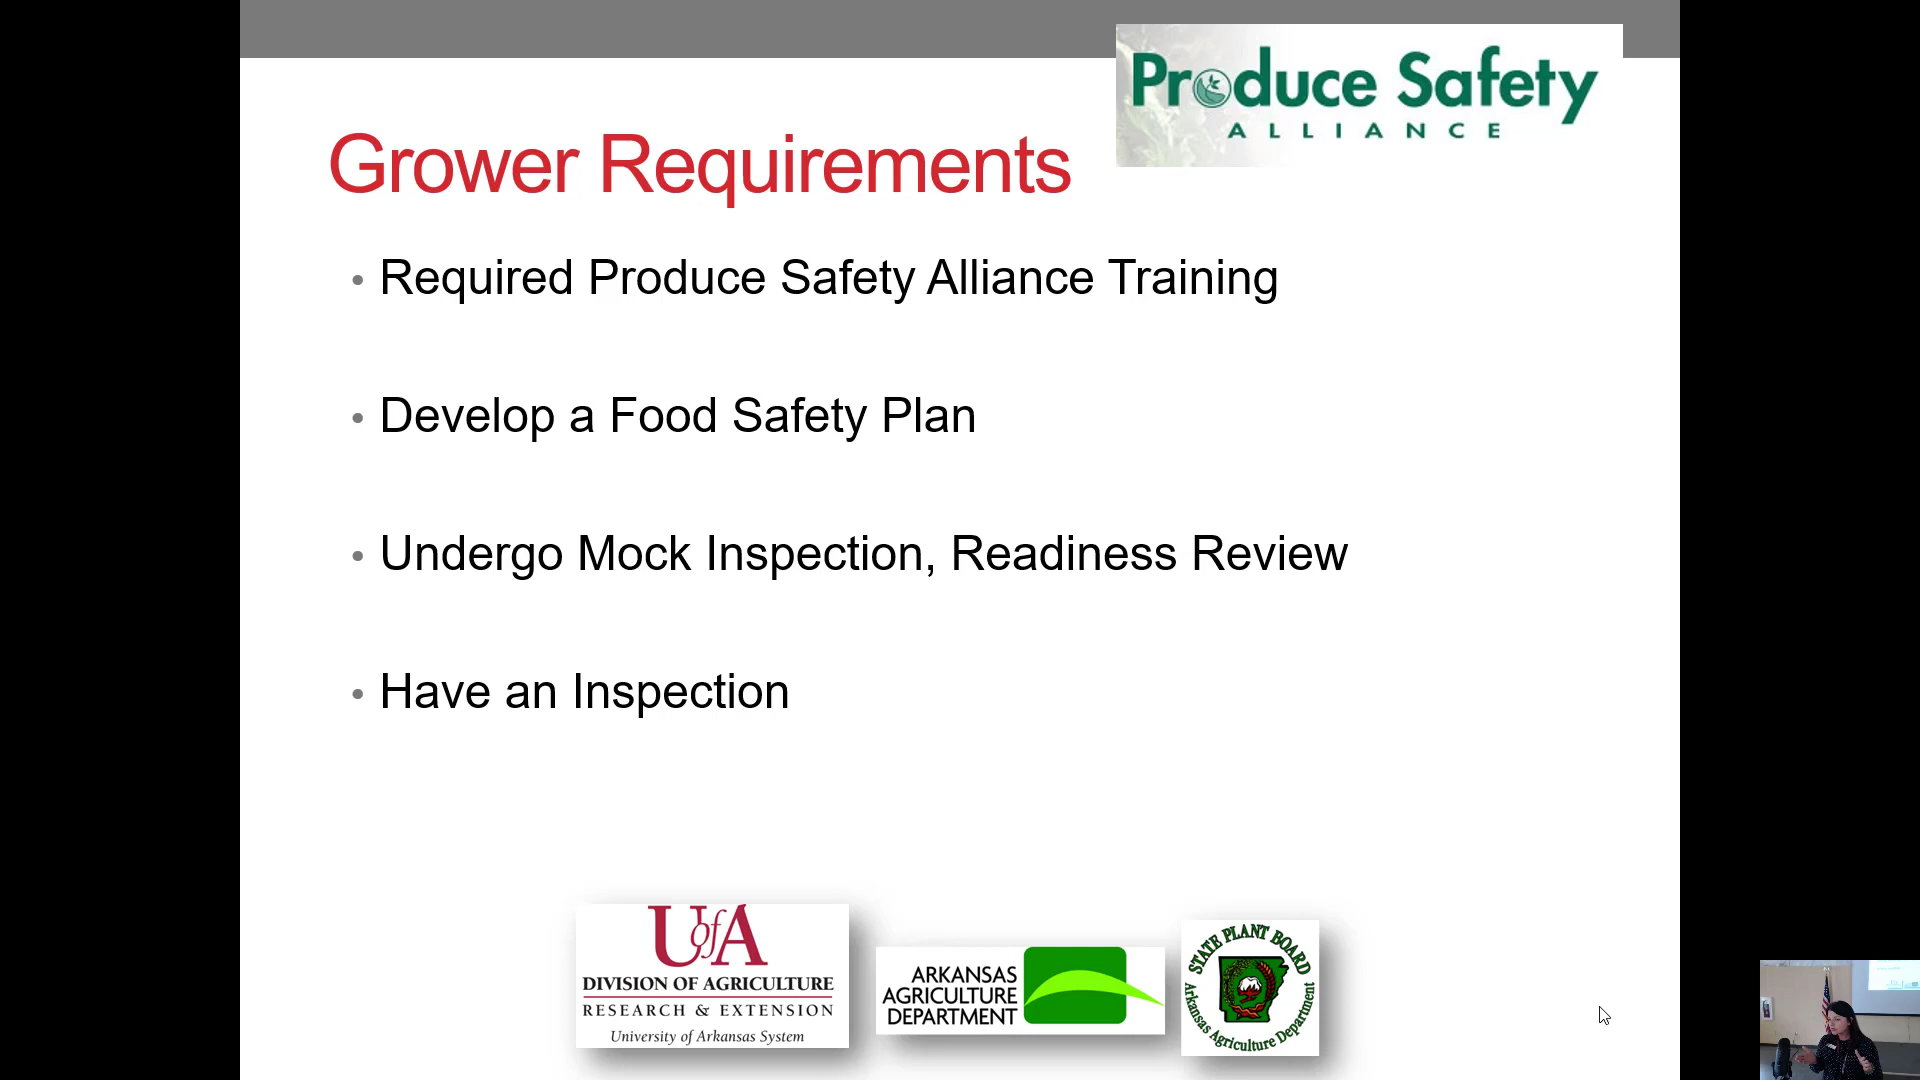 Produce Safety
ALLIANCE
Grower Requirements
• Required Produce Safety Alliance Training
• Develop a Food Safety Plan
• Undergo Mock Inspection, Readiness Review
• Have an Inspection
UofA
DIVISION OF AGRICULTURE
RESEARCH & EXTENSION
University of Arkansas System
ARKANSAS
AGRICULTURE
DEPARTMENT
STATE PLANT BOARD
Arkansas Agriculture Department